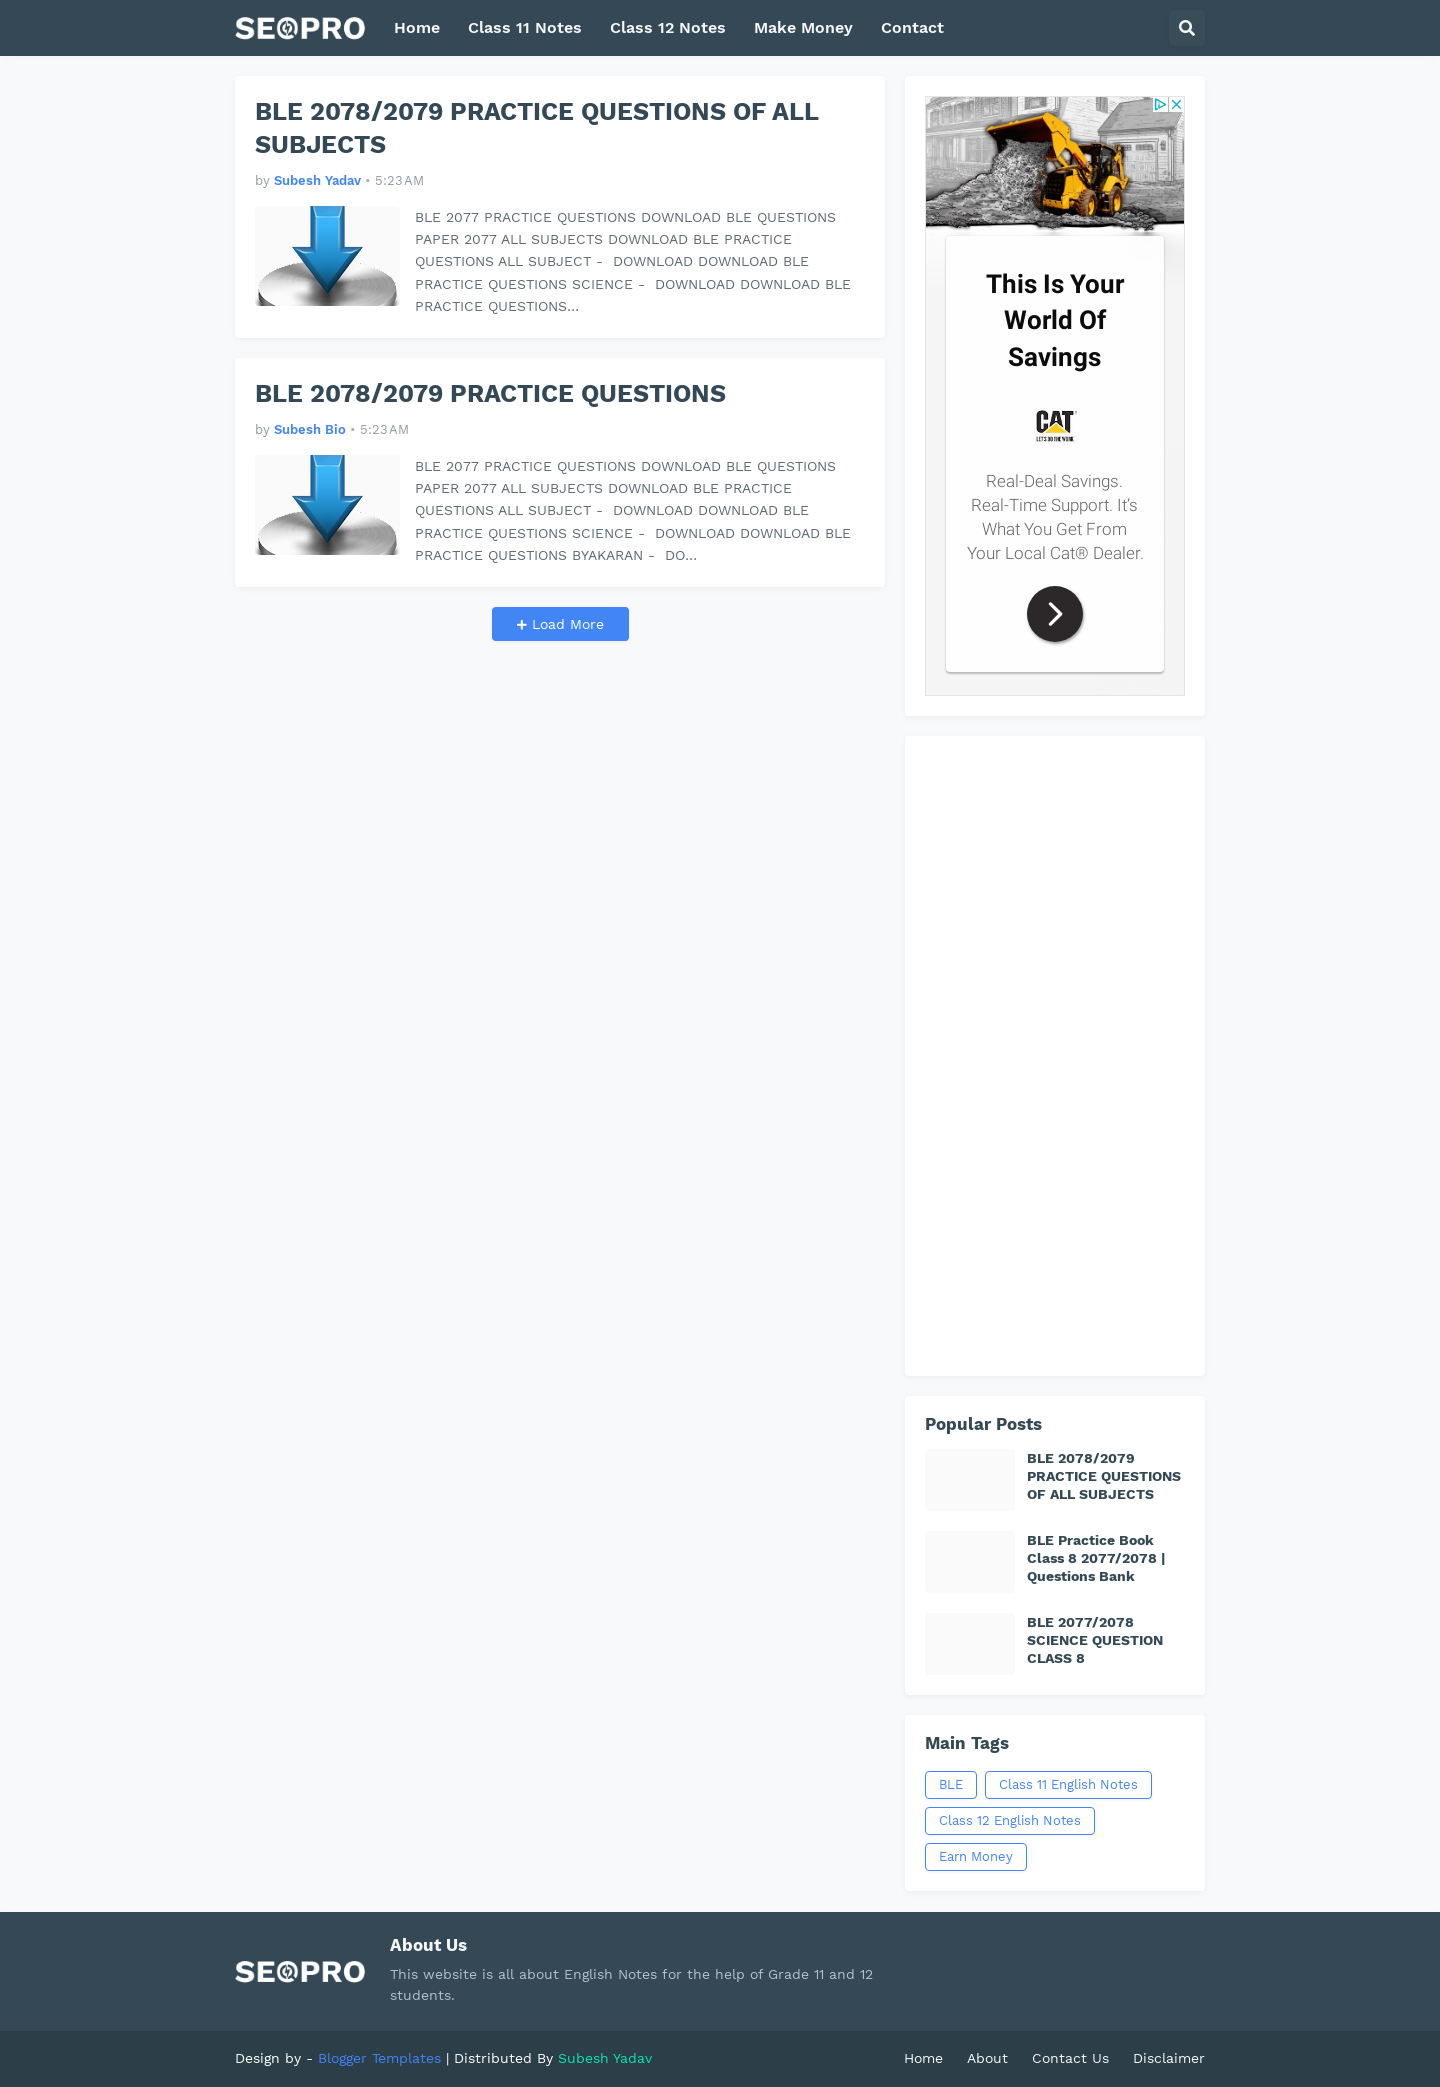 SEOPRO
Home
Class 11 Notes
Class 12 Notes
Make Money
Contact
BLE 2078/2079 PRACTICE QUESTIONS OF ALL
SUBJECTS
by Subesh Yadav • 5:23 AM
BLE 2077 PRACTICE QUESTIONS DOWNLOAD BLE QUESTIONS
PAPER 2077 ALL SUBJECTS DOWNLOAD BLE PRACTICE
QUESTIONS ALL SUBJECT - DOWNLOAD DOWNLOAD BLE
PRACTICE QUESTIONS SCIENCE - DOWNLOAD DOWNLOAD BLE
PRACTICE QUESTIONS...
BLE 2078/2079 PRACTICE QUESTIONS
by Subesh Bio • 5:23 AM
BLE 2077 PRACTICE QUESTIONS DOWNLOAD BLE QUESTIONS
PAPER 2077 ALL SUBJECTS DOWNLOAD BLE PRACTICE
QUESTIONS ALL SUBJECT - DOWNLOAD DOWNLOAD BLE
PRACTICE QUESTIONS SCIENCE - DOWNLOAD DOWNLOAD BLE
PRACTICE QUESTIONS BYAKARAN - DO...
+ Load More
This Is Your
World Of
Savings
CAT®
LET'S DO THE WORK™
Real-Deal Savings.
Real-Time Support. It's
What You Get From
Your Local Cat® Dealer.
Popular Posts
BLE 2078/2079
PRACTICE QUESTIONS
OF ALL SUBJECTS
BLE Practice Book
Class 8 2077/2078 |
Questions Bank
BLE 2077/2078
SCIENCE QUESTION
CLASS 8
Main Tags
BLE
Class 11 English Notes
Class 12 English Notes
Earn Money
SEOPRO
About Us
This website is all about English Notes for the help of Grade 11 and 12
students.
Design by - Blogger Templates | Distributed By Subesh Yadav
Home
About
Contact Us
Disclaimer